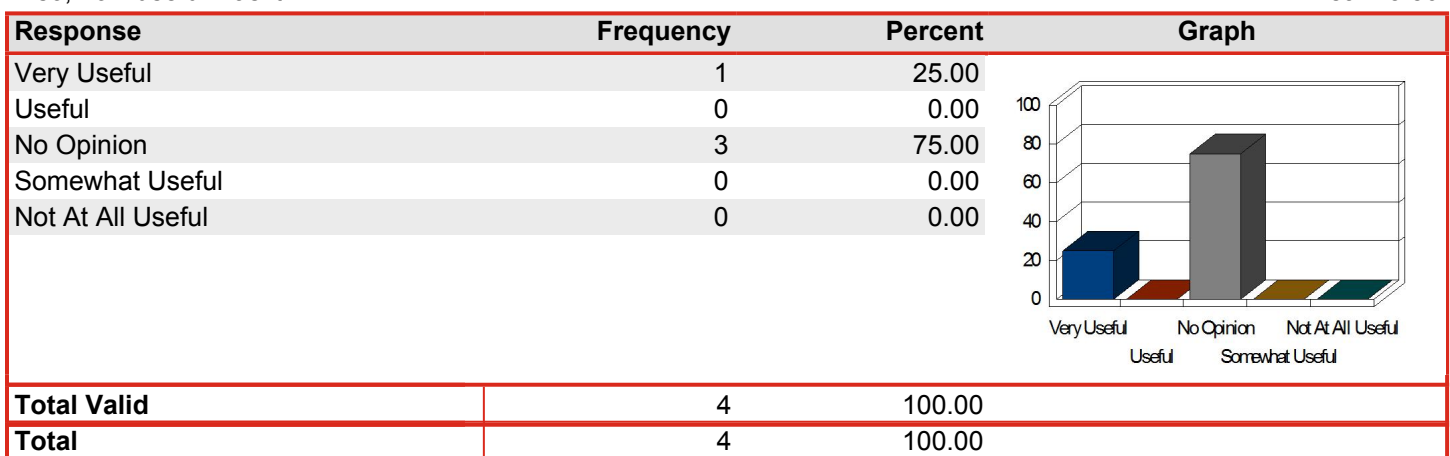 Response Frequency Percent Graph
Very Useful 1 25.00
Useful 0 0.00
No Opinion 3 75.00
Somewhat Useful 0 0.00
Not At All Useful 0 0.00
100
80
60
40
20
0
Very Useful No Opinion Not At All Useful
Useful Somewhat Useful
Total Valid 4 100.00
Total 4 100.00